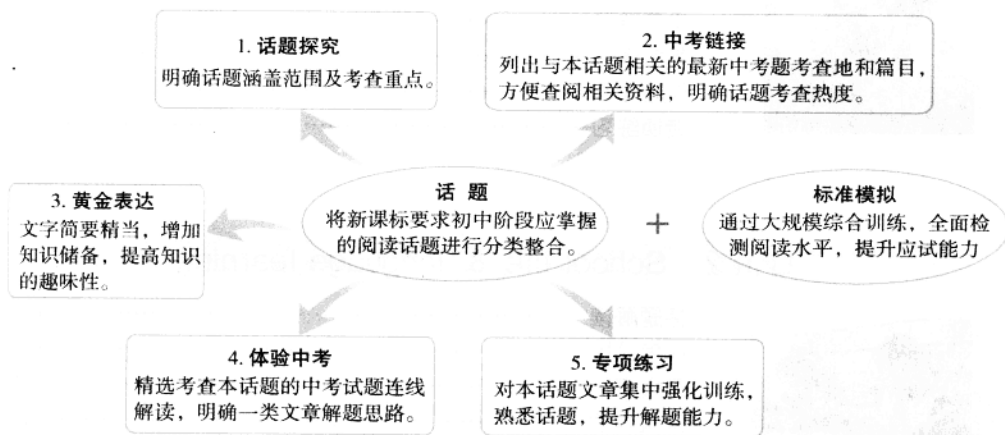 1. 话题探究
明确话题涵盖范围及考查重点。
2. 中考链接
列出与本话题相关的最新中考题考查地和篇目，
方便查阅相关资料，明确话题考查热度。
3. 黄金表达
文字简要精当，增加
知识储备，提高知识
的趣味性。
话 题
将新课标要求初中阶段应掌握
的阅读话题进行分类整合。
+
标准模拟
通过大规模综合训练，全面检
测阅读水平，提升应试能力
4. 体验中考
精选考查本话题的中考试题连线
解读，明确一类文章解题思路。
5. 专项练习
对本话题文章集中强化训练，
熟悉话题，提升解题能力。